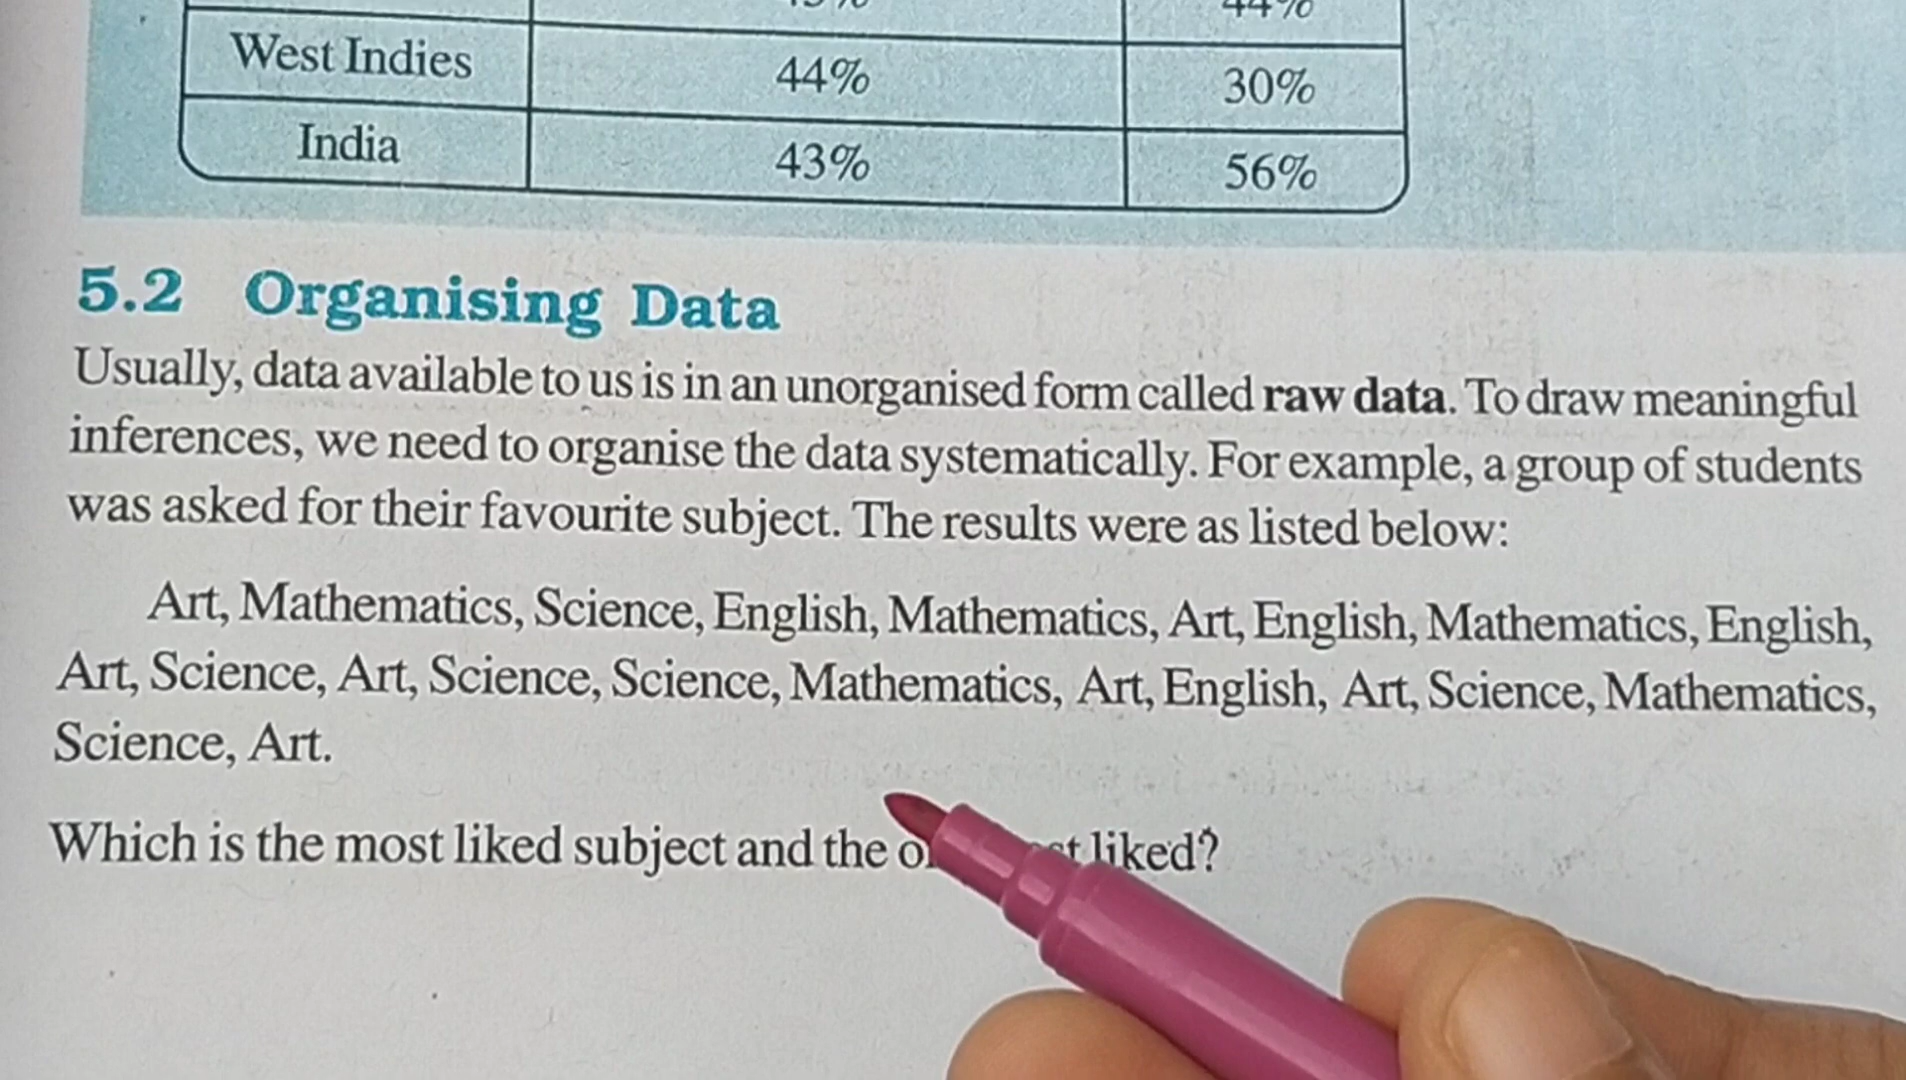 44%
West Indies 44% 30%
India 43% 56%
5.2 Organising Data
Usually, data available to us is in an unorganised form called raw data. To draw meaningful
inferences, we need to organise the data systematically. For example, a group of students
was asked for their favourite subject. The results were as listed below:
Art, Mathematics, Science, English, Mathematics, Art, English, Mathematics, English,
Art, Science, Art, Science, Science, Mathematics, Art, English, Art, Science, Mathematics,
Science, Art.
Which is the most liked subject and the liked?